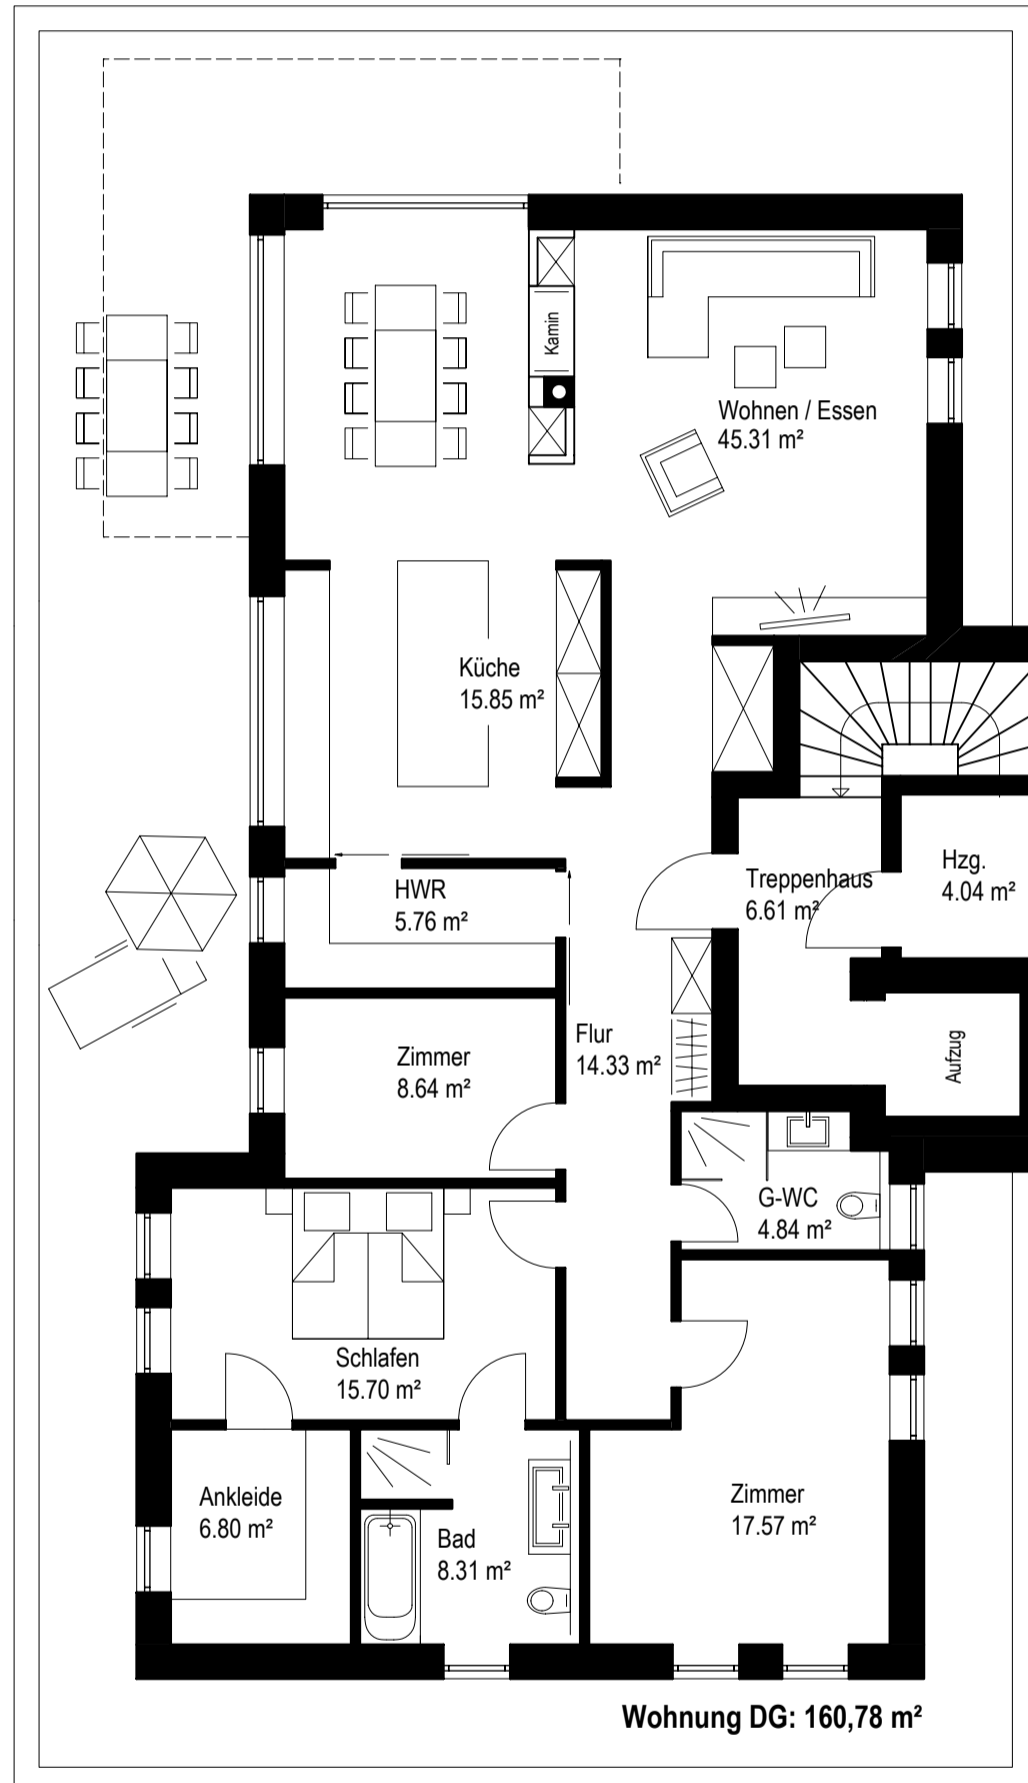 Kamin
Wohnen / Essen
45.31 m²
Küche
15.85 m²
HWR
5.76 m²
Treppenhaus
6.61 m²
Hzg.
4.04 m²
Zimmer
8.64 m²
Flur
14.33 m²
Aufzug
G-WC
4.84 m²
Schlafen
15.70 m²
Ankleide
6.80 m²
Bad
8.31 m²
Zimmer
17.57 m²
Wohnung DG: 160,78 m²